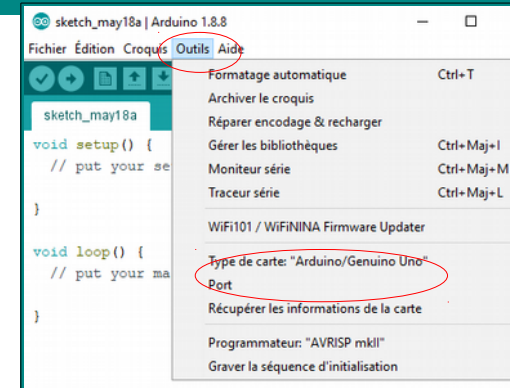 sketch_may18a | Arduino 1.8.8
Fichier Édition Croquis Outils Aide
sketch_may18a
void setup() {
// put your se
}
void loop() {
// put your ma
}
Formatage automatique Ctrl+T
Archiver le croquis
Réparer encodage & recharger
Gérer les bibliothèques Ctrl+Maj+I
Moniteur série Ctrl+Maj+M
Traceur série Ctrl+Maj+L
WiFi101 / WiFiNINA Firmware Updater
Type de carte: "Arduino/Genuino Uno"
Port
Récupérer les informations de la carte
Programmateur: "AVRISP mkII"
Graver la séquence d'initialisation